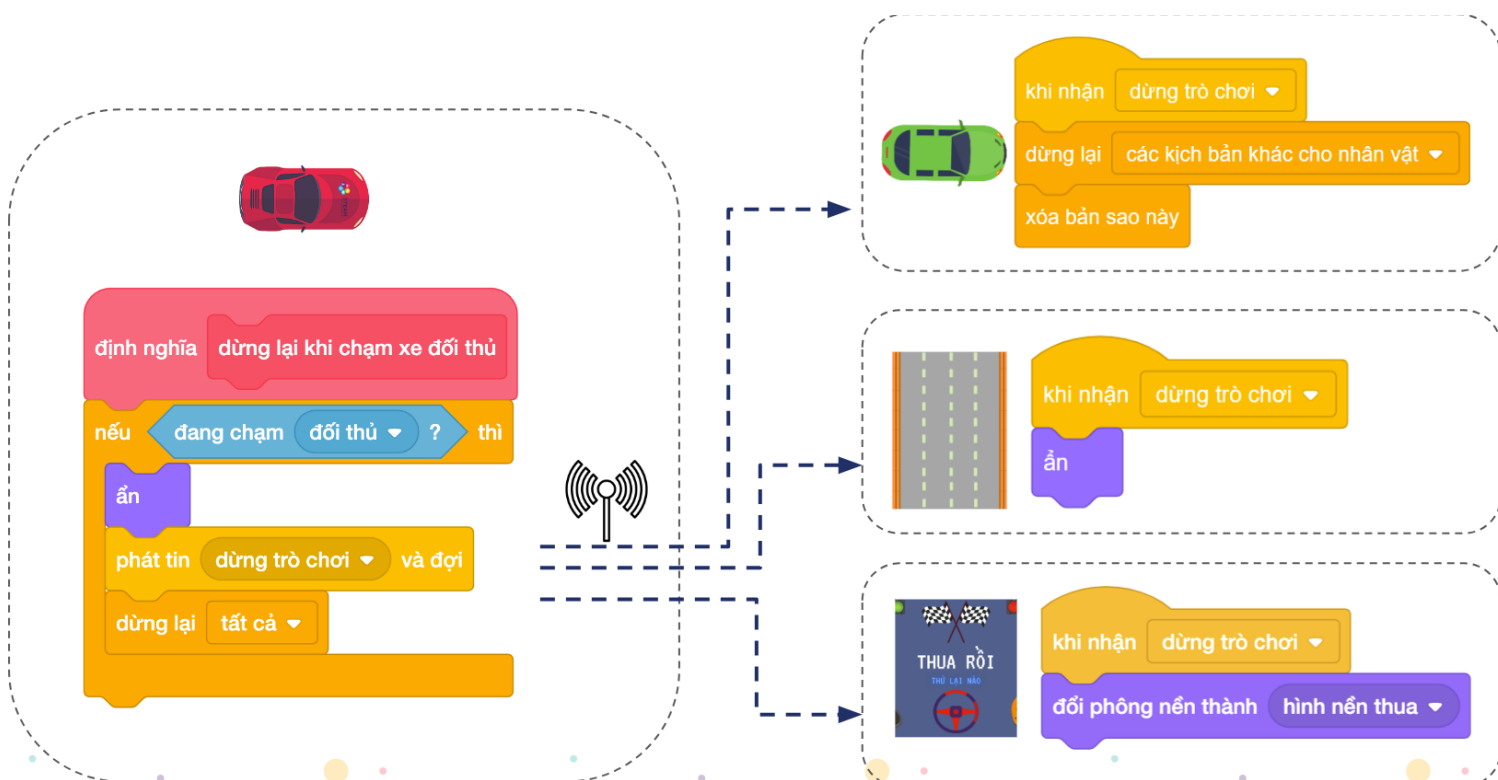 định nghĩa dừng lại khi chạm xe đối thủ
nếu đang chạm đối thủ ? thì
ẩn
phát tin dừng trò chơi và đợi
dừng lại tất cả
khi nhận dừng trò chơi
dừng lại các kịch bản khác cho nhân vật
xóa bản sao này
khi nhận dừng trò chơi
ẩn
THUA RỒI
THỬ LẠI NÀO
khi nhận dừng trò chơi
đổi phông nền thành hình nền thua